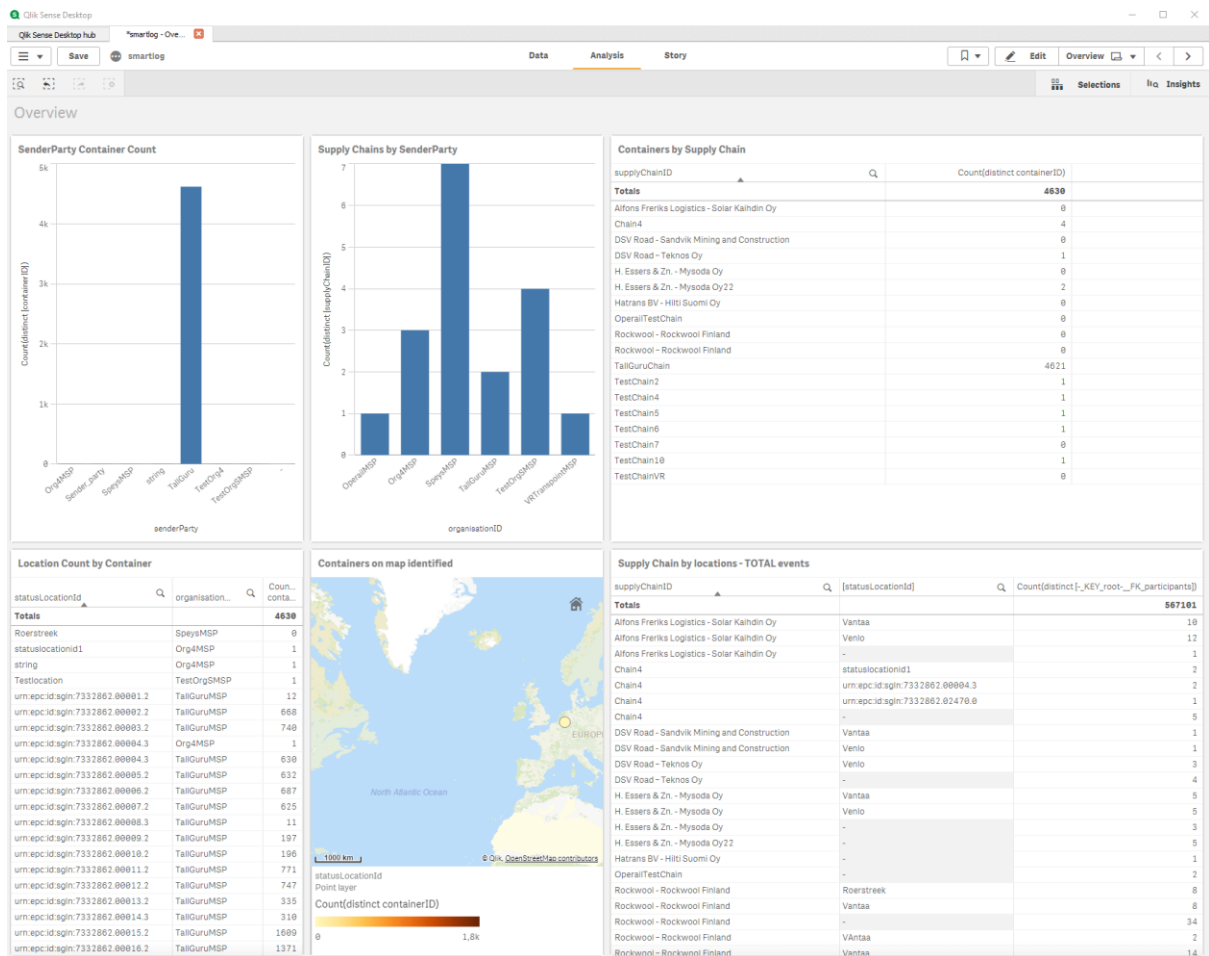 Qlik Sense Desktop
Qlik Sense Desktop hub
*smartlog - Ove...
Save
smartlog
Data
Analysis
Story
Edit
Overview
Selections
Insights
Overview
SenderParty Container Count
5k
4k
3k
2k
1k
0
Count(distinct [containerID])
Org4MSP
Sender_party
SpeysMSP
string
TallGuru
TestOrg4
TestOrgSMSP
-
senderParty
Supply Chains by SenderParty
7
6
5
4
3
2
1
0
Count(distinct [supplyChainID])
OperailMSP
Org4MSP
SpeysMSP
TallGuruMSP
TestOrgSMSP
VRTranspointMSP
organisationID
Containers by Supply Chain
supplyChainID Count(distinct containerID)
Totals 4630
Alfons Freriks Logistics - Solar Kaihdin Oy 0
Chain4 4
DSV Road - Sandvik Mining and Construction 0
DSV Road – Teknos Oy 1
H. Essers & Zn. - Mysoda Oy 0
H. Essers & Zn. - Mysoda Oy22 2
Hatrans BV - Hilti Suomi Oy 0
OperailTestChain 0
Rockwool - Rockwool Finland 0
Rockwool – Rockwool Finland 0
TallGuruChain 4621
TestChain2 1
TestChain4 1
TestChain5 1
TestChain6 1
TestChain7 0
TestChain10 1
TestChainVR 0
Location Count by Container
statusLocationId organisation... Coun... conta...
Totals 4630
Roerstreek SpeysMSP 0
statuslocationid1 Org4MSP 1
string Org4MSP 1
Testlocation TestOrgSMSP 1
urn:epc:id:sgln:7332862.00001.2 TallGuruMSP 12
urn:epc:id:sgln:7332862.00002.2 TallGuruMSP 668
urn:epc:id:sgln:7332862.00003.2 TallGuruMSP 740
urn:epc:id:sgln:7332862.00004.3 Org4MSP 1
urn:epc:id:sgln:7332862.00004.3 TallGuruMSP 630
urn:epc:id:sgln:7332862.00005.2 TallGuruMSP 632
urn:epc:id:sgln:7332862.00006.2 TallGuruMSP 687
urn:epc:id:sgln:7332862.00007.2 TallGuruMSP 625
urn:epc:id:sgln:7332862.00008.3 TallGuruMSP 11
urn:epc:id:sgln:7332862.00009.2 TallGuruMSP 197
urn:epc:id:sgln:7332862.00010.2 TallGuruMSP 196
urn:epc:id:sgln:7332862.00011.2 TallGuruMSP 771
urn:epc:id:sgln:7332862.00012.2 TallGuruMSP 747
urn:epc:id:sgln:7332862.00013.2 TallGuruMSP 335
urn:epc:id:sgln:7332862.00014.3 TallGuruMSP 310
urn:epc:id:sgln:7332862.00015.2 TallGuruMSP 1609
urn:epc:id:sgln:7332862.00016.2 TallGuruMSP 1371
Containers on map identified
EUROPE
North Atlantic Ocean
1000 km
© Qlik, OpenStreetMap contributors
statusLocationId
Point layer
Count(distinct containerID)
0 1,8k
Supply Chain by locations - TOTAL events
supplyChainID [statusLocationId] Count(distinct [-_KEY_root-__FK_participants])
Totals 567101
Alfons Freriks Logistics - Solar Kaihdin Oy Vantaa 10
Alfons Freriks Logistics - Solar Kaihdin Oy Venlo 12
Alfons Freriks Logistics - Solar Kaihdin Oy - 1
Chain4 statuslocationid1 2
Chain4 urn:epc:id:sgln:7332862.00004.3 2
Chain4 urn:epc:id:sgln:7332862.02470.0 1
Chain4 - 5
DSV Road - Sandvik Mining and Construction Vantaa 1
DSV Road - Sandvik Mining and Construction Venlo 1
DSV Road – Teknos Oy Venlo 3
DSV Road – Teknos Oy - 4
H. Essers & Zn. - Mysoda Oy Vantaa 5
H. Essers & Zn. - Mysoda Oy Venlo 5
H. Essers & Zn. - Mysoda Oy - 3
H. Essers & Zn. - Mysoda Oy22 - 5
Hatrans BV - Hilti Suomi Oy - 1
OperailTestChain - 2
Rockwool - Rockwool Finland Roerstreek 8
Rockwool - Rockwool Finland Vantaa 8
Rockwool - Rockwool Finland - 34
Rockwool – Rockwool Finland VAntaa 2
Rockwool – Rockwool Finland Vantaa 14